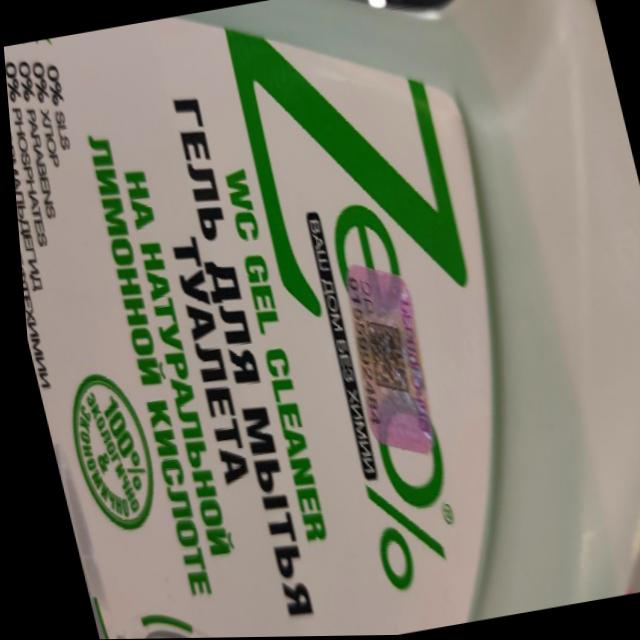 Zero%®
ВАШ ДОМ БЕЗ ХИМИИ
WC GEL CLEANER
ГЕЛЬ ДЛЯ МЫТЬЯ
ТУАЛЕТА
НА НАТУРАЛЬНОЙ
ЛИМОННОЙ КИСЛОТЕ
0% SLS
0% ХЛОР
0% PARABENS
0% PHOSPHATES
100%
&